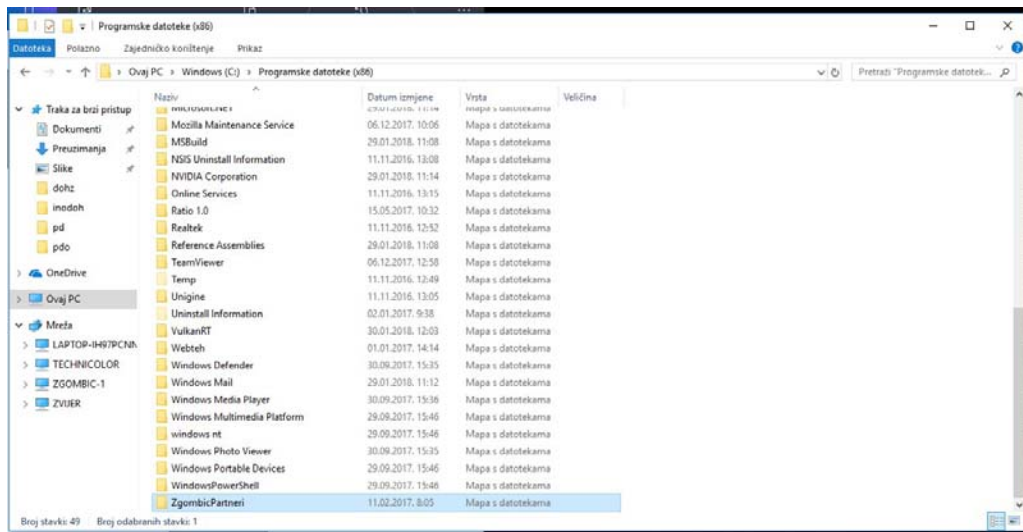 Programske datoteke (x86)
Datoteka Polazno Zajedničko korištenje Prikaz
Ovaj PC > Windows (C:) > Programske datoteke (x86)
Pretraži "Programske datotek...
Naziv Datum izmjene Vrsta Veličina
Traka za brzi pristup
Dokumenti
Preuzimanja
Slike
dohz
inodoh
pd
pdo
OneDrive
Ovaj PC
Mreža
LAPTOP-IH97PCNN
TECHNICOLOR
ZGOMBIC-1
ZVIJER
Microsoft.NET 29.01.2018. 11:14 Mapa s datotekama
Mozilla Maintenance Service 06.12.2017. 10:06 Mapa s datotekama
MSBuild 29.01.2018. 11:08 Mapa s datotekama
NSIS Uninstall Information 11.11.2016. 13:08 Mapa s datotekama
NVIDIA Corporation 29.01.2018. 11:14 Mapa s datotekama
Online Services 11.11.2016. 13:15 Mapa s datotekama
Ratio 1.0 15.05.2017. 10:32 Mapa s datotekama
Realtek 11.11.2016. 12:52 Mapa s datotekama
Reference Assemblies 29.01.2018. 11:08 Mapa s datotekama
TeamViewer 06.12.2017. 12:58 Mapa s datotekama
Temp 11.11.2016. 12:49 Mapa s datotekama
Unigine 11.11.2016. 13:05 Mapa s datotekama
Uninstall Information 02.01.2017. 9:38 Mapa s datotekama
VulkanRT 30.01.2018. 12:03 Mapa s datotekama
Webteh 01.01.2017. 14:14 Mapa s datotekama
Windows Defender 30.09.2017. 15:35 Mapa s datotekama
Windows Mail 29.01.2018. 11:12 Mapa s datotekama
Windows Media Player 30.09.2017. 15:36 Mapa s datotekama
Windows Multimedia Platform 29.09.2017. 15:46 Mapa s datotekama
windows nt 29.09.2017. 15:46 Mapa s datotekama
Windows Photo Viewer 30.09.2017. 15:35 Mapa s datotekama
Windows Portable Devices 29.09.2017. 15:46 Mapa s datotekama
WindowsPowerShell 29.09.2017. 15:46 Mapa s datotekama
ZgombicPartneri 11.02.2017. 8:05 Mapa s datotekama
Broj stavki: 49 Broj odabranih stavki: 1